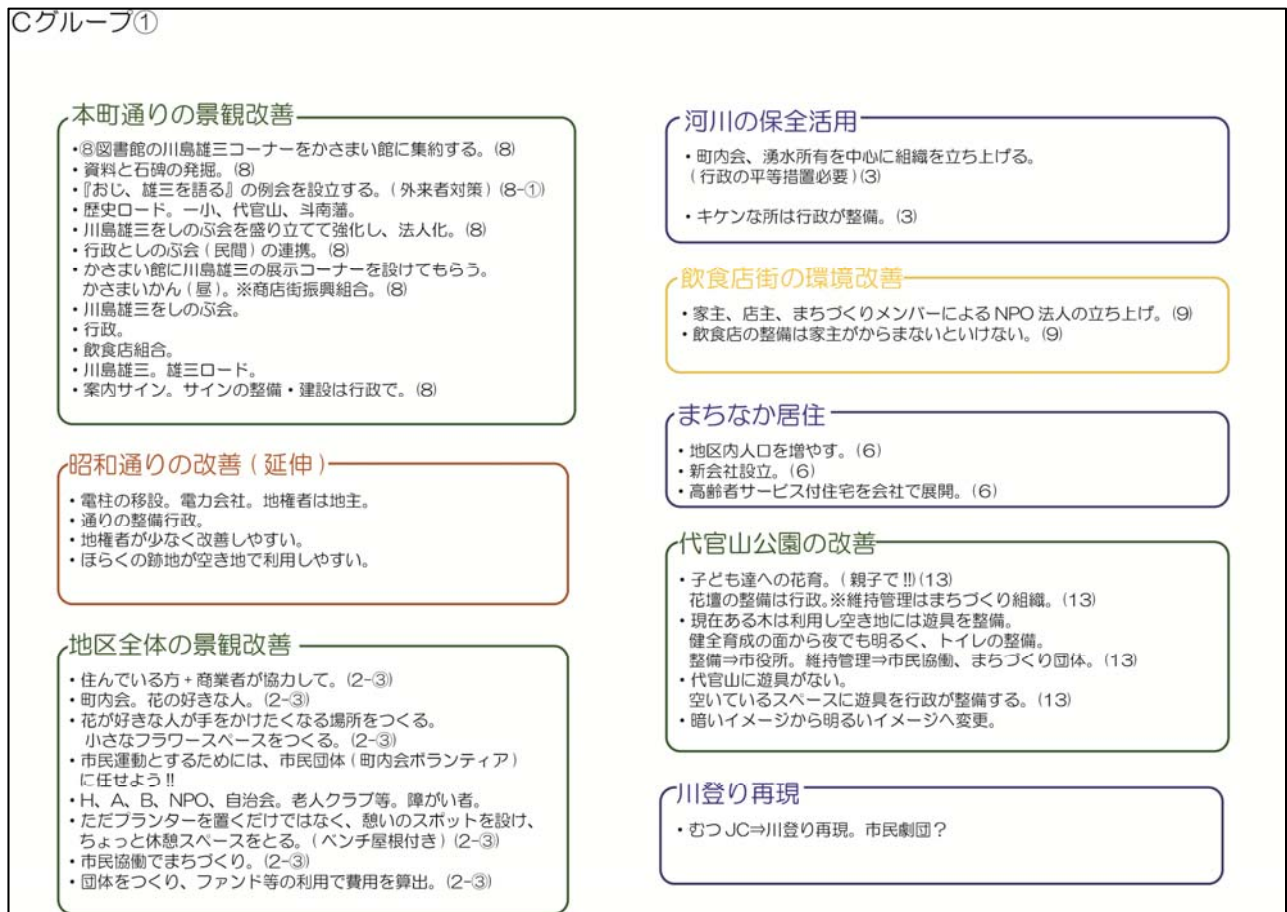 Cグループ①
本町通りの景観改善
・⑧図書館の川島雄三コーナーをかさまい館に集約する。(8)
・資料と石碑の発掘。(8)
・『おじ、雄三を語る』の例会を設立する。(外来者対策) (8-①)
・歴史ロード。一小、代官山、斗南藩。
・川島雄三をしのぶ会を盛り立てて強化し、法人化。(8)
・行政としのぶ会(民間)の連携。(8)
・かさまい館に川島雄三の展示コーナーを設けてもらう。
かさまいかん(昼)。※商店街振興組合。(8)
・川島雄三をしのぶ会。
・行政。
・飲食店組合。
・川島雄三。雄三ロード。
・案内サイン。サインの整備・建設は行政で。(8)
昭和通りの改善(延伸)
・電柱の移設。電力会社。地権者は地主。
・通りの整備行政。
・地権者が少なく改善しやすい。
・ほらくの跡地が空き地で利用しやすい。
地区全体の景観改善
・住んでいる方+商業者が協力して。(2-③)
・町内会。花の好きな人。(2-③)
・花が好きな人が手をかけたくなる場所をつくる。
小さなフラワースペースをつくる。(2-③)
・市民運動とするためには、市民団体(町内会ボランティア)
に任せよう!!
・H、A、B、NPO、自治会。老人クラブ等。障がい者。
・ただプランターを置くだけではなく、憩いのスポットを設け、
ちょっと休憩スペースをとる。(ベンチ屋根付き) (2-③)
・市民協働でまちづくり。(2-③)
・団体をつくり、ファンド等の利用で費用を算出。(2-③)
河川の保全活用
・町内会、湧水所有を中心に組織を立ち上げる。
(行政の平等措置必要)(3)
・キケンな所は行政が整備。(3)
飲食店街の環境改善
・家主、店主、まちづくりメンバーによるNPO法人の立ち上げ。(9)
・飲食店の整備は家主がからまないといけない。(9)
まちなか居住
・地区内人口を増やす。(6)
・新会社設立。(6)
・高齢者サービス付住宅を会社で展開。(6)
代官山公園の改善
・子ども達への花育。(親子で!!)(13)
花壇の整備は行政。※維持管理はまちづくり組織。(13)
・現在ある木は利用し空き地には遊具を整備。
健全育成の面から夜でも明るく、トイレの整備。
整備⇒市役所。維持管理⇒市民協働、まちづくり団体。(13)
・代官山に遊具がない。
空いているスペースに遊具を行政が整備する。(13)
・暗いイメージから明るいイメージへ変更。
川登り再現
・むつJC⇒川登り再現。市民劇団?